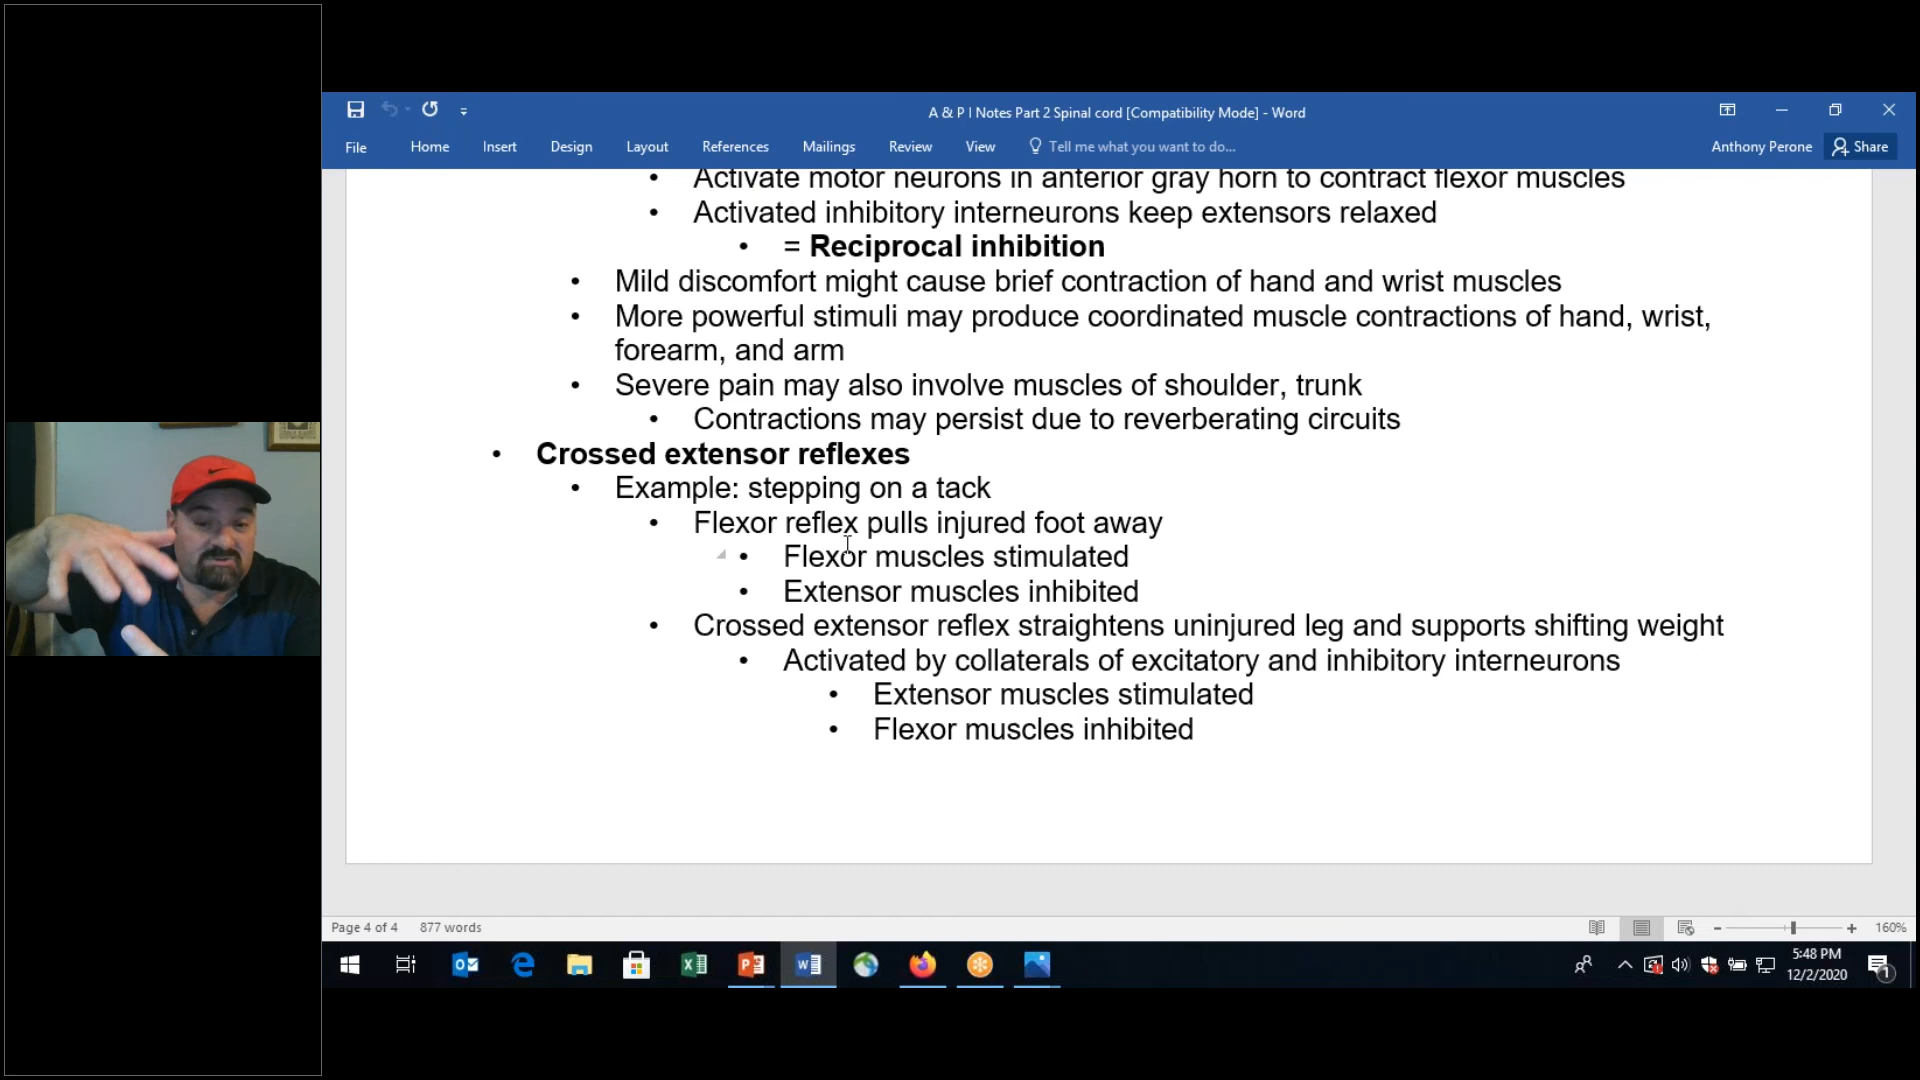 A & P I Notes Part 2 Spinal cord [Compatibility Mode] - Word
File Home Insert Design Layout References Mailings Review View Tell me what you want to do... Anthony Perone Share
• Activate motor neurons in anterior gray horn to contract flexor muscles
• Activated inhibitory interneurons keep extensors relaxed
• = Reciprocal inhibition
• Mild discomfort might cause brief contraction of hand and wrist muscles
• More powerful stimuli may produce coordinated muscle contractions of hand, wrist,
forearm, and arm
• Severe pain may also involve muscles of shoulder, trunk
• Contractions may persist due to reverberating circuits
• Crossed extensor reflexes
• Example: stepping on a tack
• Flexor reflex pulls injured foot away
• Flexor muscles stimulated
• Extensor muscles inhibited
• Crossed extensor reflex straightens uninjured leg and supports shifting weight
• Activated by collaterals of excitatory and inhibitory interneurons
• Extensor muscles stimulated
• Flexor muscles inhibited
Page 4 of 4 877 words 160%
5:48 PM
12/2/2020
1